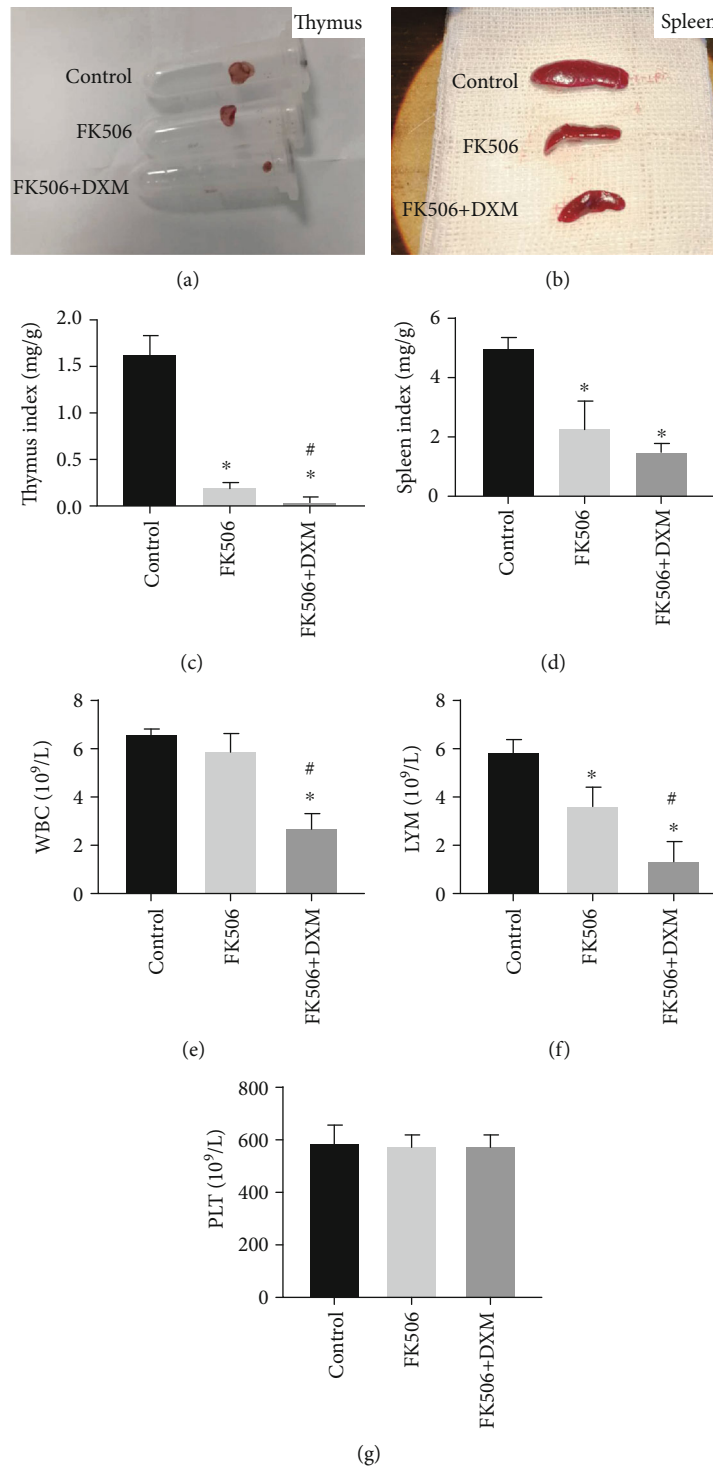 Thymus
Control
FK506
FK506+DXM
(a)
Spleen
Control
FK506
FK506+DXM
(b)
Thymus index (mg/g)
2.0
1.5
1.0
0.5
0.0
*
#
*
Control
FK506
FK506+DXM
(c)
Spleen index (mg/g)
6
4
2
0
*
*
Control
FK506
FK506+DXM
(d)
WBC (10⁹/L)
8
6
4
2
0
#
*
Control
FK506
FK506+DXM
(e)
LYM (10⁹/L)
8
6
4
2
0
*
#
*
Control
FK506
FK506+DXM
(f)
PLT (10⁹/L)
800
600
400
200
0
Control
FK506
FK506+DXM
(g)